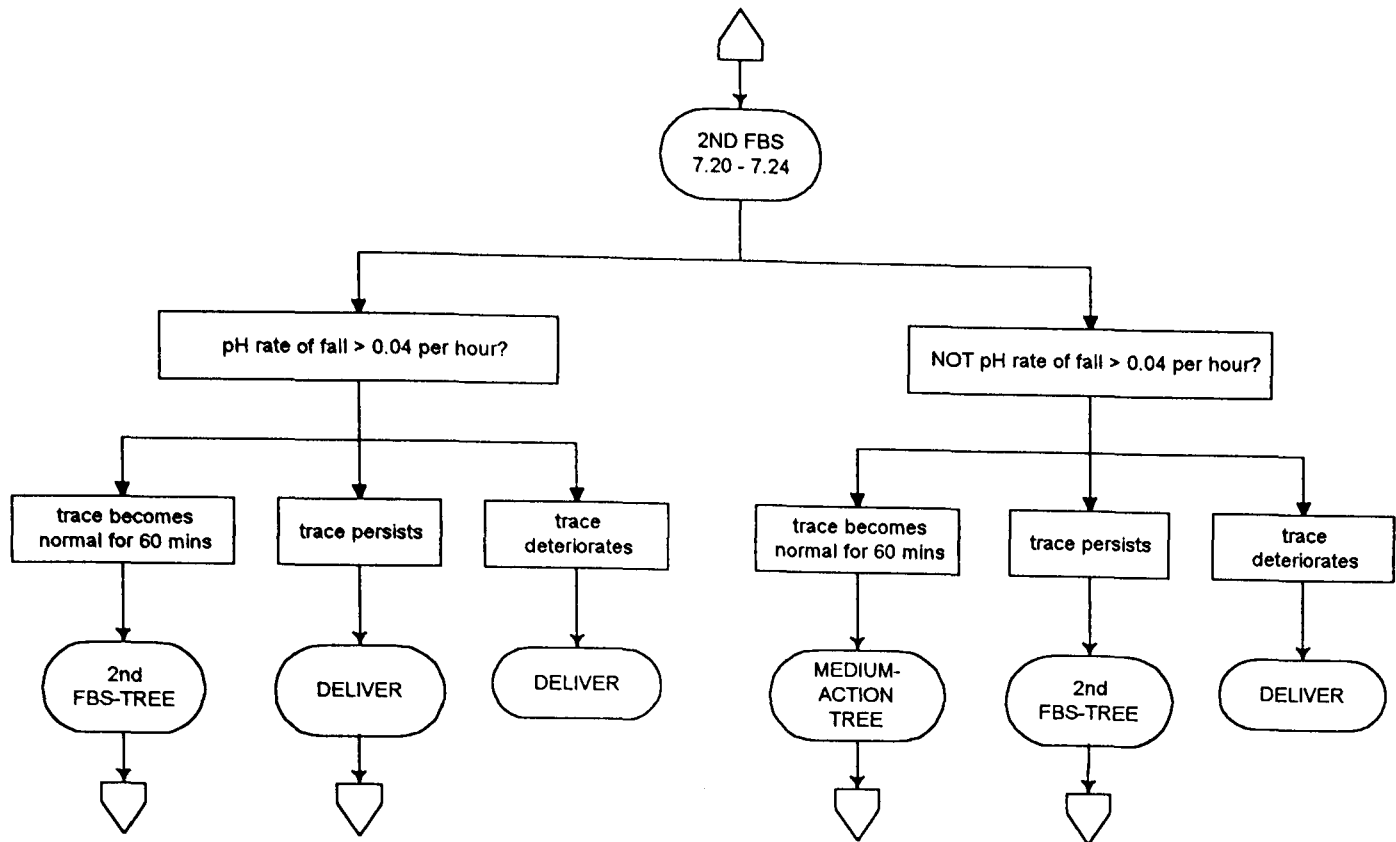 2ND FBS
7.20 - 7.24
pH rate of fall > 0.04 per hour?
NOT pH rate of fall > 0.04 per hour?
trace becomes
normal for 60 mins
trace persists
trace
deteriorates
trace becomes
normal for 60 mins
trace persists
trace
deteriorates
2nd
FBS-TREE
DELIVER
DELIVER
MEDIUM-
ACTION
TREE
2nd
FBS-TREE
DELIVER